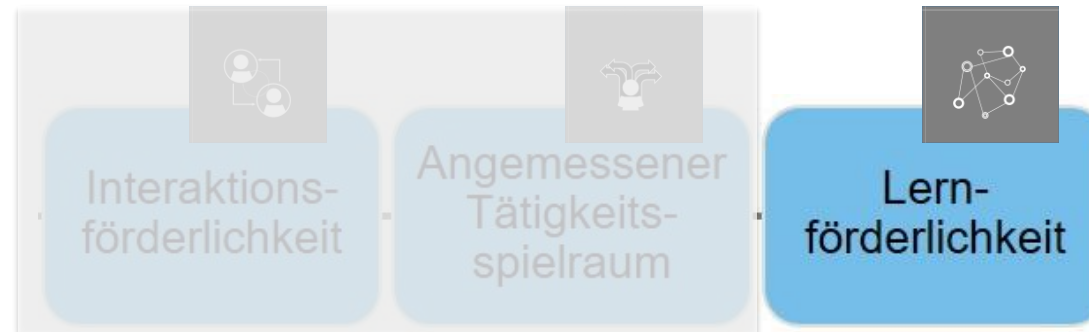 Interaktions-
förderlichkeit
Angemessener
Tätigkeits-
spielraum
Lern-
förderlichkeit